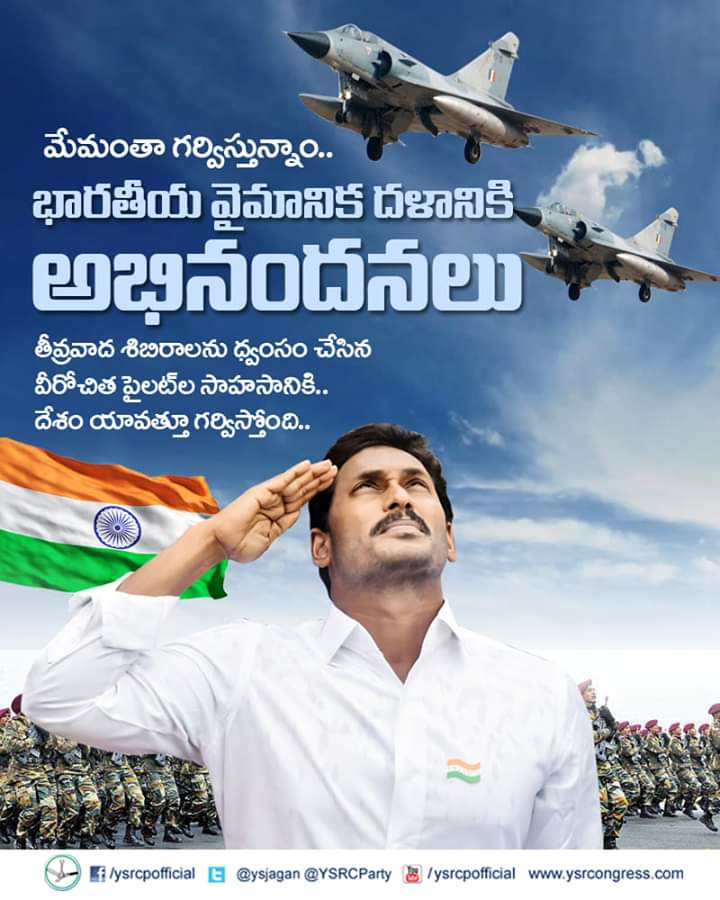 మేమంతా గర్విస్తున్నాం..
భారతీయ వైమానిక దళానికి
అభినందనలు
తీవ్రవాద శిబిరాలను ధ్వంసం చేసిన
వీరోచిత పైలట్‌ల సాహసానికి..
దేశం యావత్తూ గర్విస్తోంది..
/ysrcpofficial @ysjagan @YSRCParty /ysrcpofficial www.ysrcongress.com